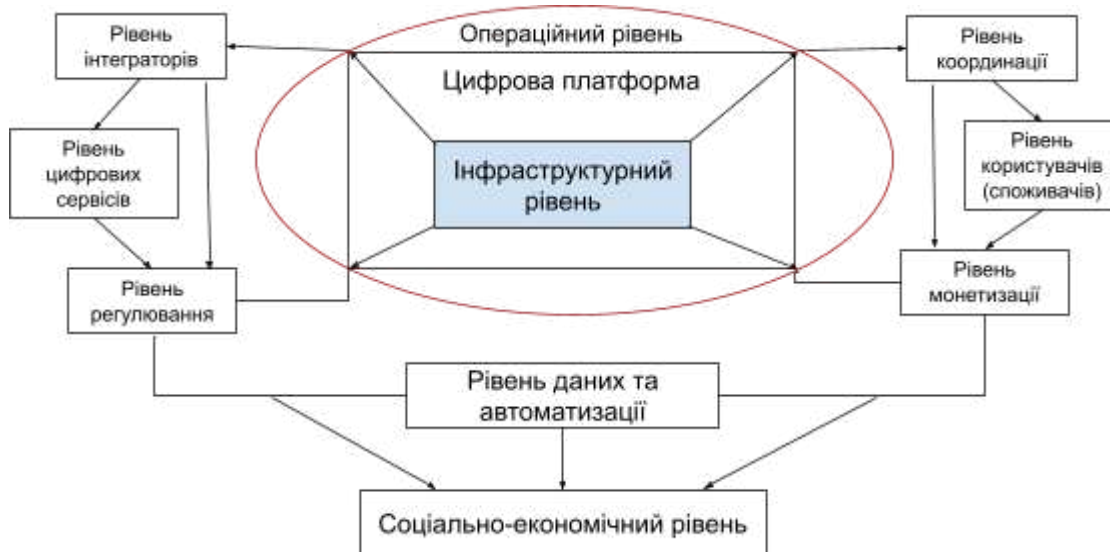 Операційний рівень
Цифрова платформа
Інфраструктурний
рівень
Рівень
інтеграторів
Рівень
цифрових
сервісів
Рівень
регулювання
Рівень
координації
Рівень
користувачів
(споживачів)
Рівень
монетизації
Рівень даних та
автоматизації
Соціально-економічний рівень